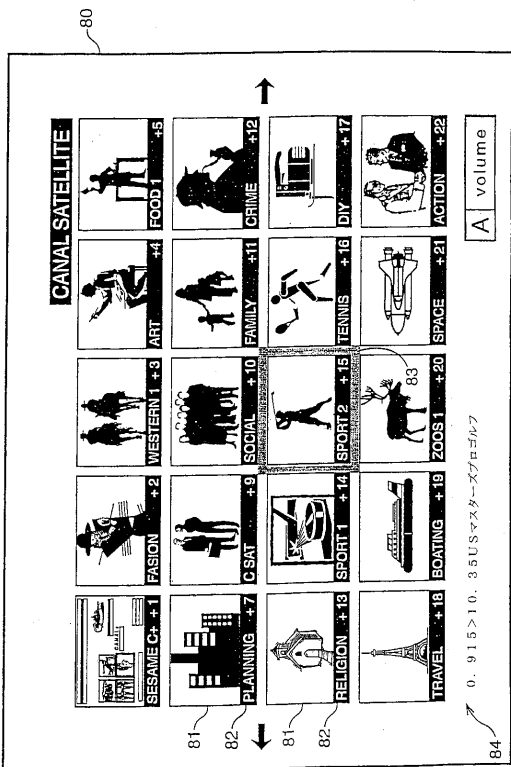 80
CANAL SATELLITE
SESAME C+ +1
FASION +2
WESTERN 1 +3
ART +4
FOOD 1 +5
PLANNING +7
C SAT +9
SOCIAL +10
FAMILY +11
CRIME +12
81
82
RELIGION +13
SPORT 1 +14
SPORT 2 +15
TENNIS +16
DIY +17
81
82
83
TRAVEL +18
BOATING +19
ZOOS 1 +20
SPACE +21
ACTION +22
84
0. 915>10. 35USマスターズプロゴルフ
A volume